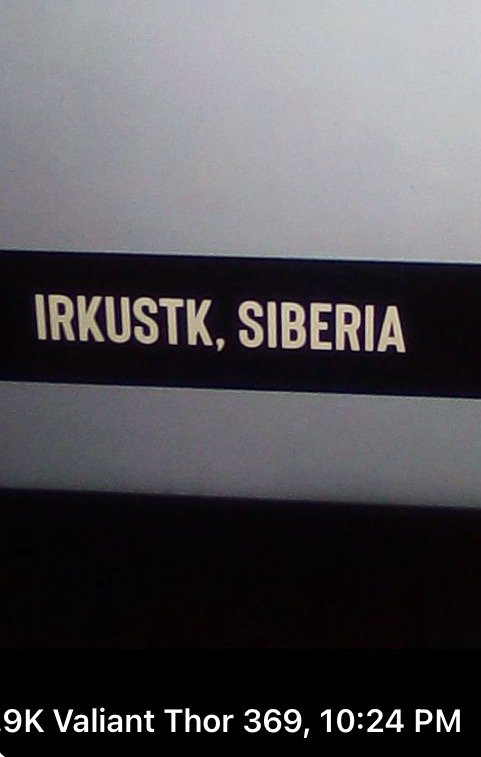 IRKUSTK, SIBERIA
.9K Valiant Thor 369, 10:24 PM